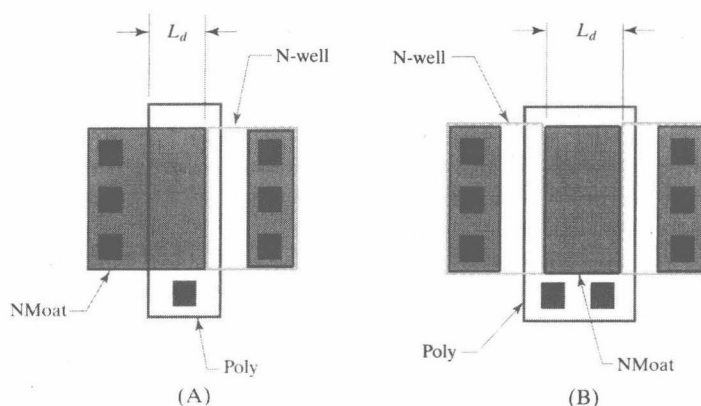 L_d
N-well
NMoat
Poly
(A)
L_d
N-well
Poly
NMoat
(B)